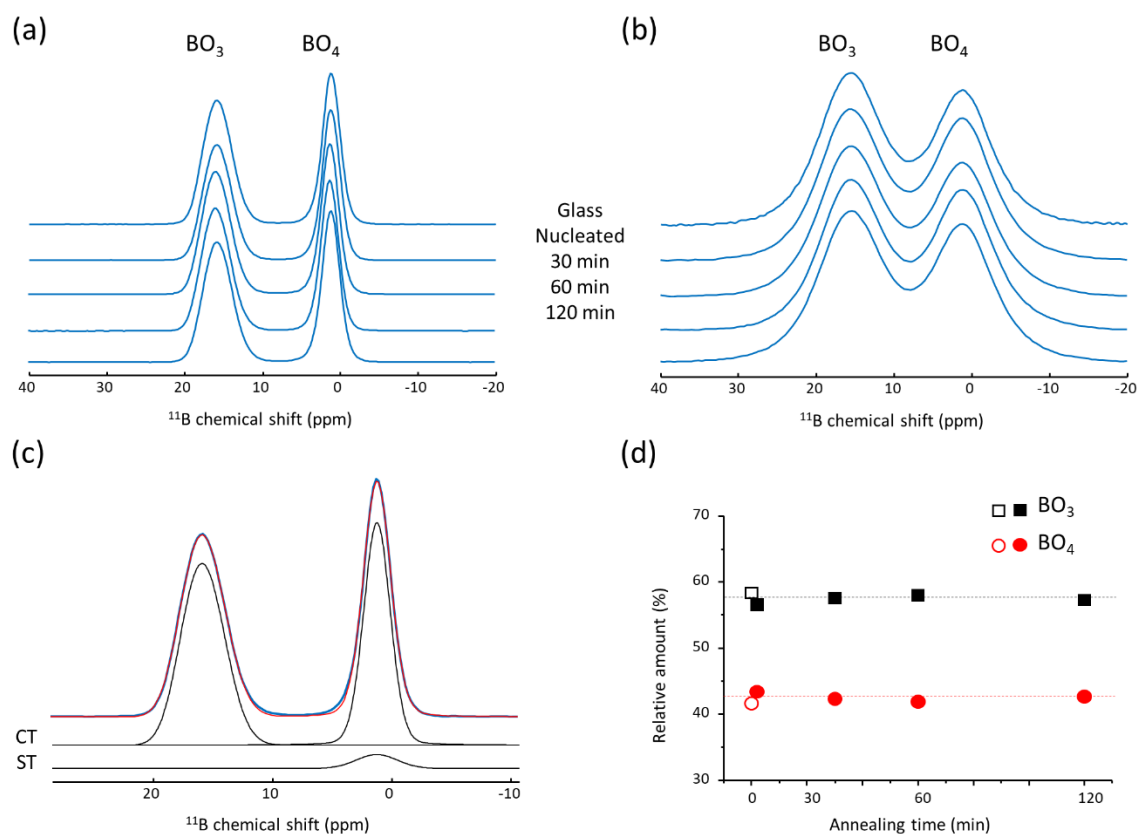 (a)
BO₃ BO₄
40 30 20 10 0 -10 -20
¹¹B chemical shift (ppm)
Glass
Nucleated
30 min
60 min
120 min
(b)
BO₃ BO₄
40 30 20 10 0 -10 -20
¹¹B chemical shift (ppm)
(c)
CT
ST
20 10 0 -10
¹¹B chemical shift (ppm)
(d)
BO₃
BO₄
70
60
50
40
30
Relative amount (%)
0 30 60 120
Annealing time (min)